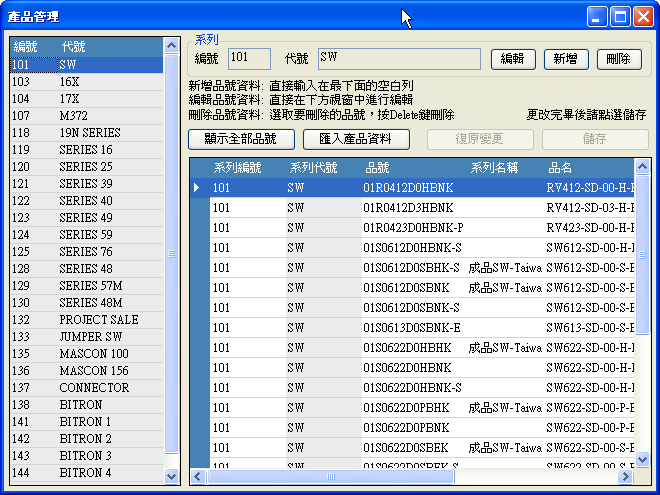 產品管理
編號 代號
101 SW
103 16X
104 17X
107 M372
118 19N SERIES
119 SERIES 16
120 SERIES 25
121 SERIES 39
122 SERIES 40
123 SERIES 49
124 SERIES 59
125 SERIES 76
128 SERIES 48
129 SERIES 57M
130 SERIES 48M
132 PROJECT SALE
133 JUMPER SW
135 MASCON 100
136 MASCON 156
137 CONNECTOR
138 BITRON
141 BITRON 1
142 BITRON 2
143 BITRON 3
144 BITRON 4
系列
編號 101 代號 SW 編輯 新增 刪除
新增品號資料: 直接輸入在最下面的空白列
編輯品號資料: 直接在下方視窗中進行編輯
刪除品號資料: 選取要刪除的品號，按Delete鍵刪除 更改完畢後請點選儲存
顯示全部品號 匯入產品資料 復原變更 儲存
系列編號 系列代號 品號 系列名稱 品名
101 SW 01R0412D0HBNK RV412-SD-00-H-
101 SW 01R0412D3HBNK RV412-SD-03-H-
101 SW 01R0423D0HBNK-P RV423-SD-00-H-
101 SW 01S0612D0HBNK-S SW612-SD-00-H-
101 SW 01S0612D0SBHK-S 成品SW-Taiwa SW612-SD-00-S-
101 SW 01S0612D0SBNK 成品SW-Taiwa SW612-SD-00-S-
101 SW 01S0612D0SBNK-S SW612-SD-00-S-
101 SW 01S0613D0SBNK-E SW613-SD-00-S-
101 SW 01S0622D0HBHK 成品SW-Taiwa SW622-SD-00-H-
101 SW 01S0622D0HBNK SW622-SD-00-H-
101 SW 01S0622D0HBNK-S SW622-SD-00-H-
101 SW 01S0622D0PBHK 成品SW-Taiwa SW622-SD-00-P-
101 SW 01S0622D0PBNK SW622-SD-00-P-
101 SW 01S0622D0SBEK 成品SW-Taiwa SW622-SD-00-S-
101 SW 01S0622D0SBEK-S SW622-SD-00-S-